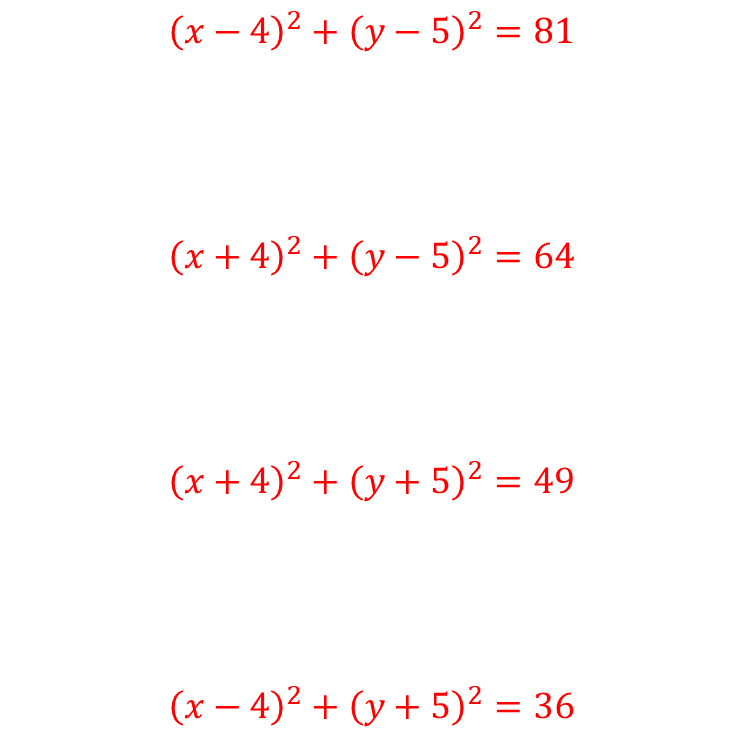 (x − 4)² + (y − 5)² = 81
(x + 4)² + (y − 5)² = 64
(x + 4)² + (y + 5)² = 49
(x − 4)² + (y + 5)² = 36